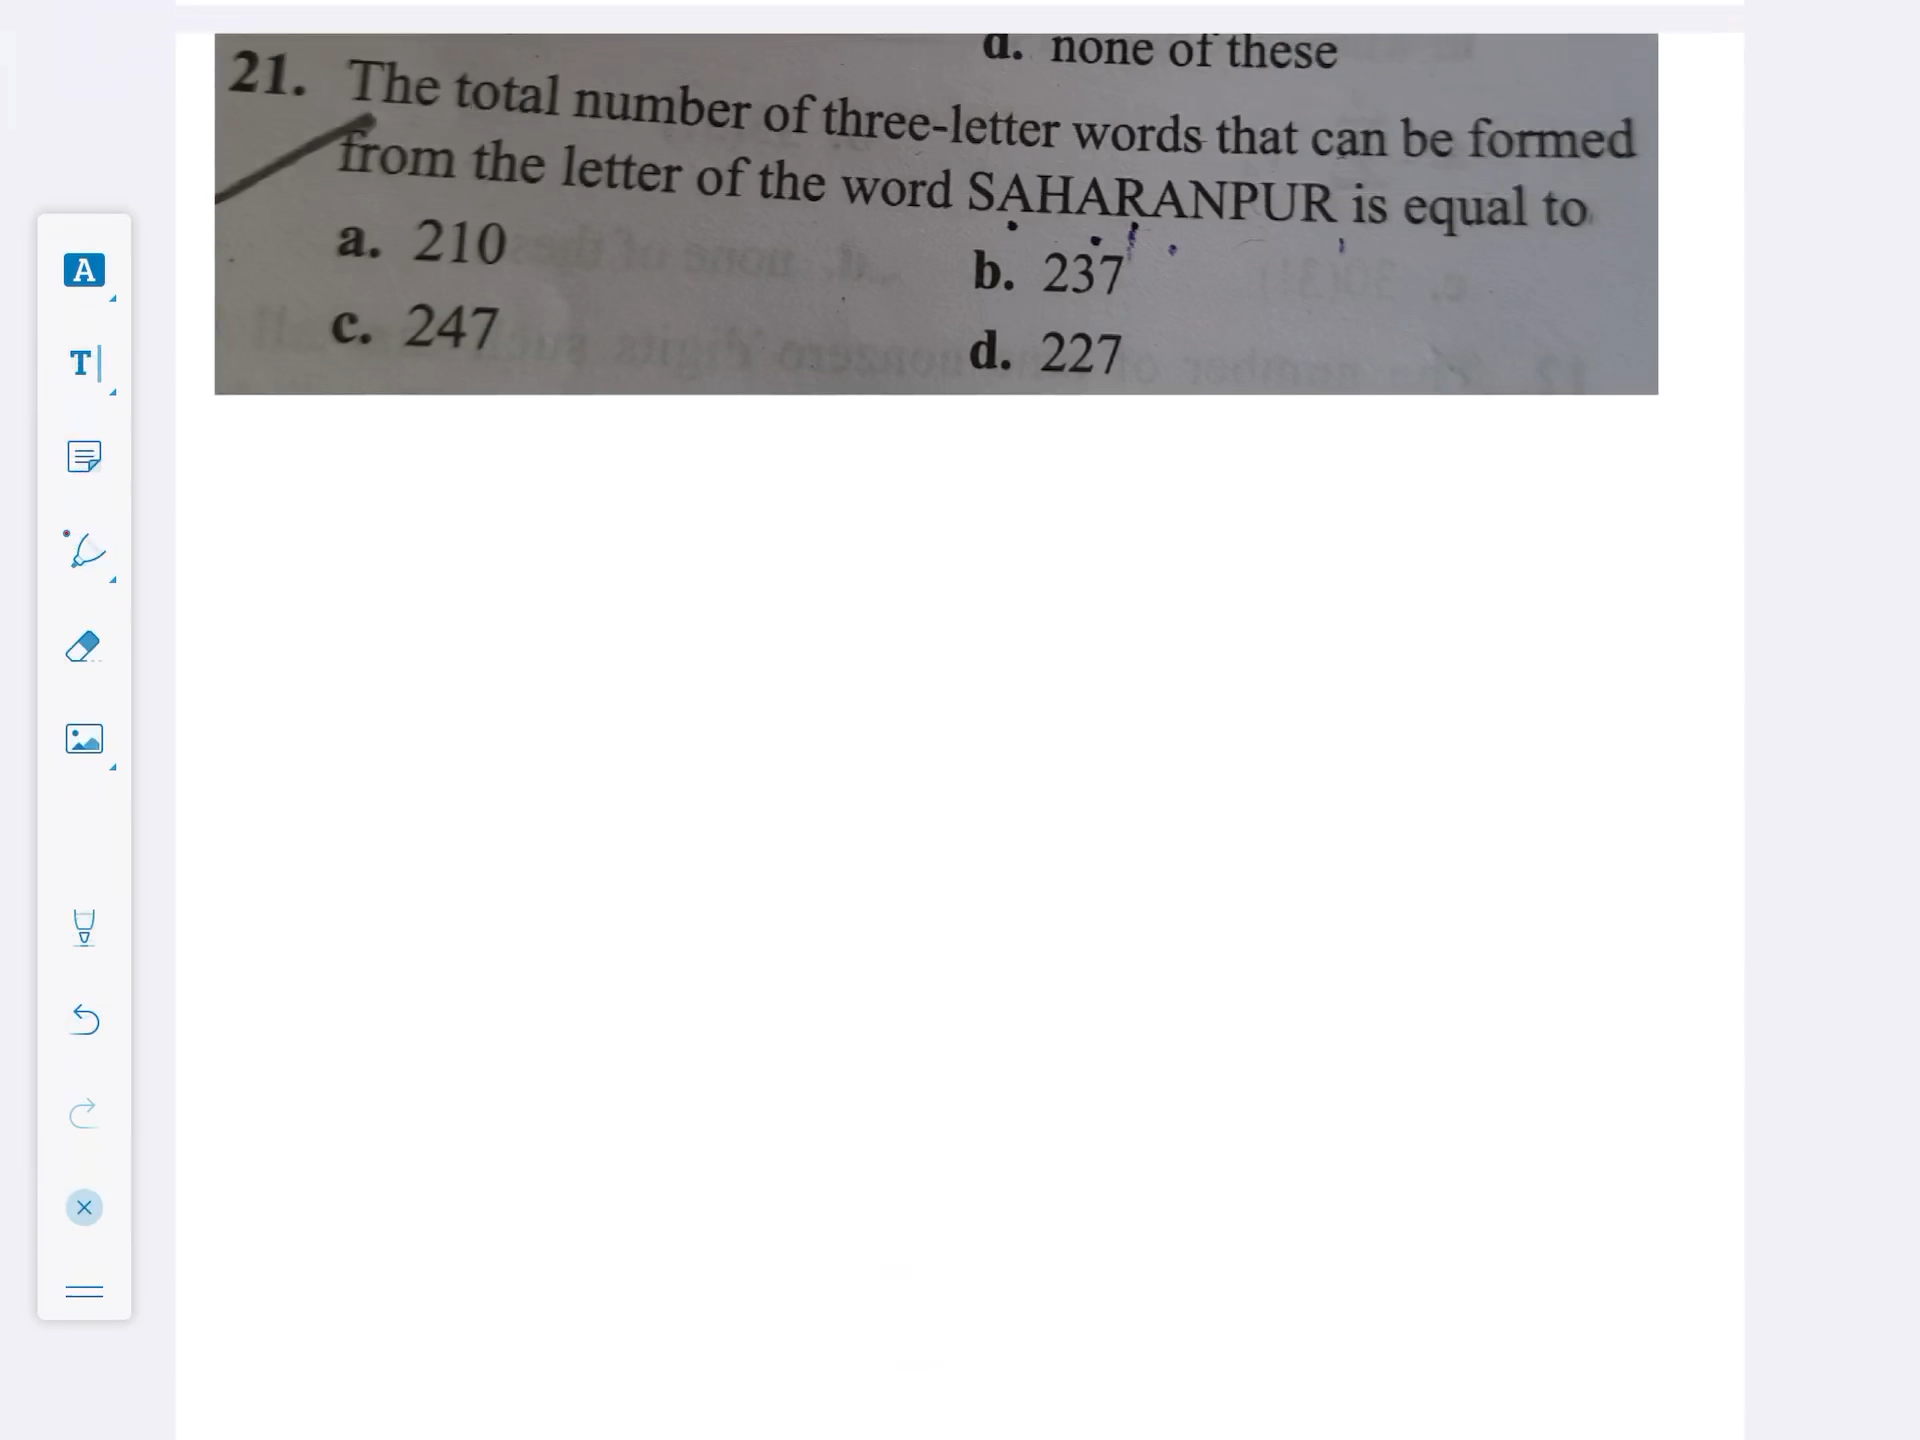 d. none of these
21. The total number of three-letter words that can be formed
from the letter of the word SAHARANPUR is equal to
a. 210
b. 237
c. 247
d. 227
A
T